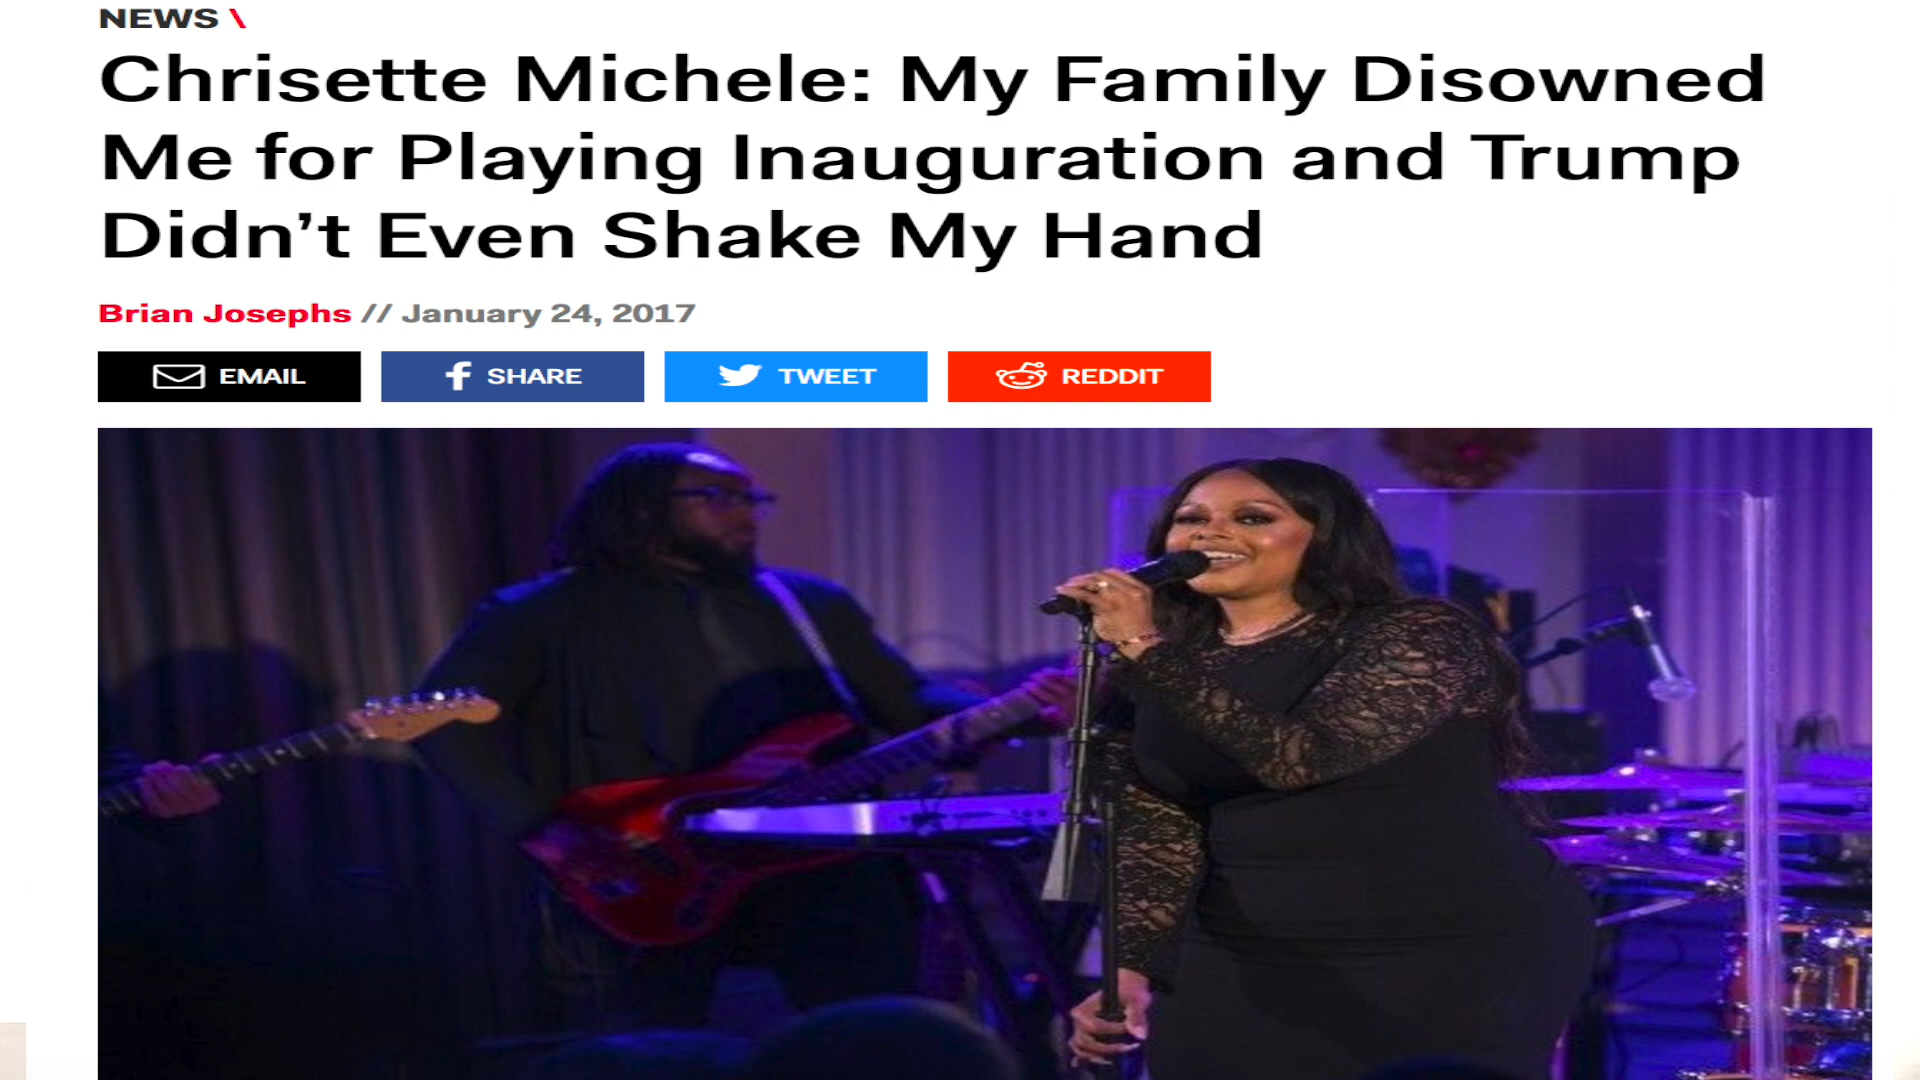 NEWS \
Chrisette Michele: My Family Disowned
Me for Playing Inauguration and Trump
Didn’t Even Shake My Hand
Brian Josephs // January 24, 2017
EMAIL SHARE TWEET REDDIT